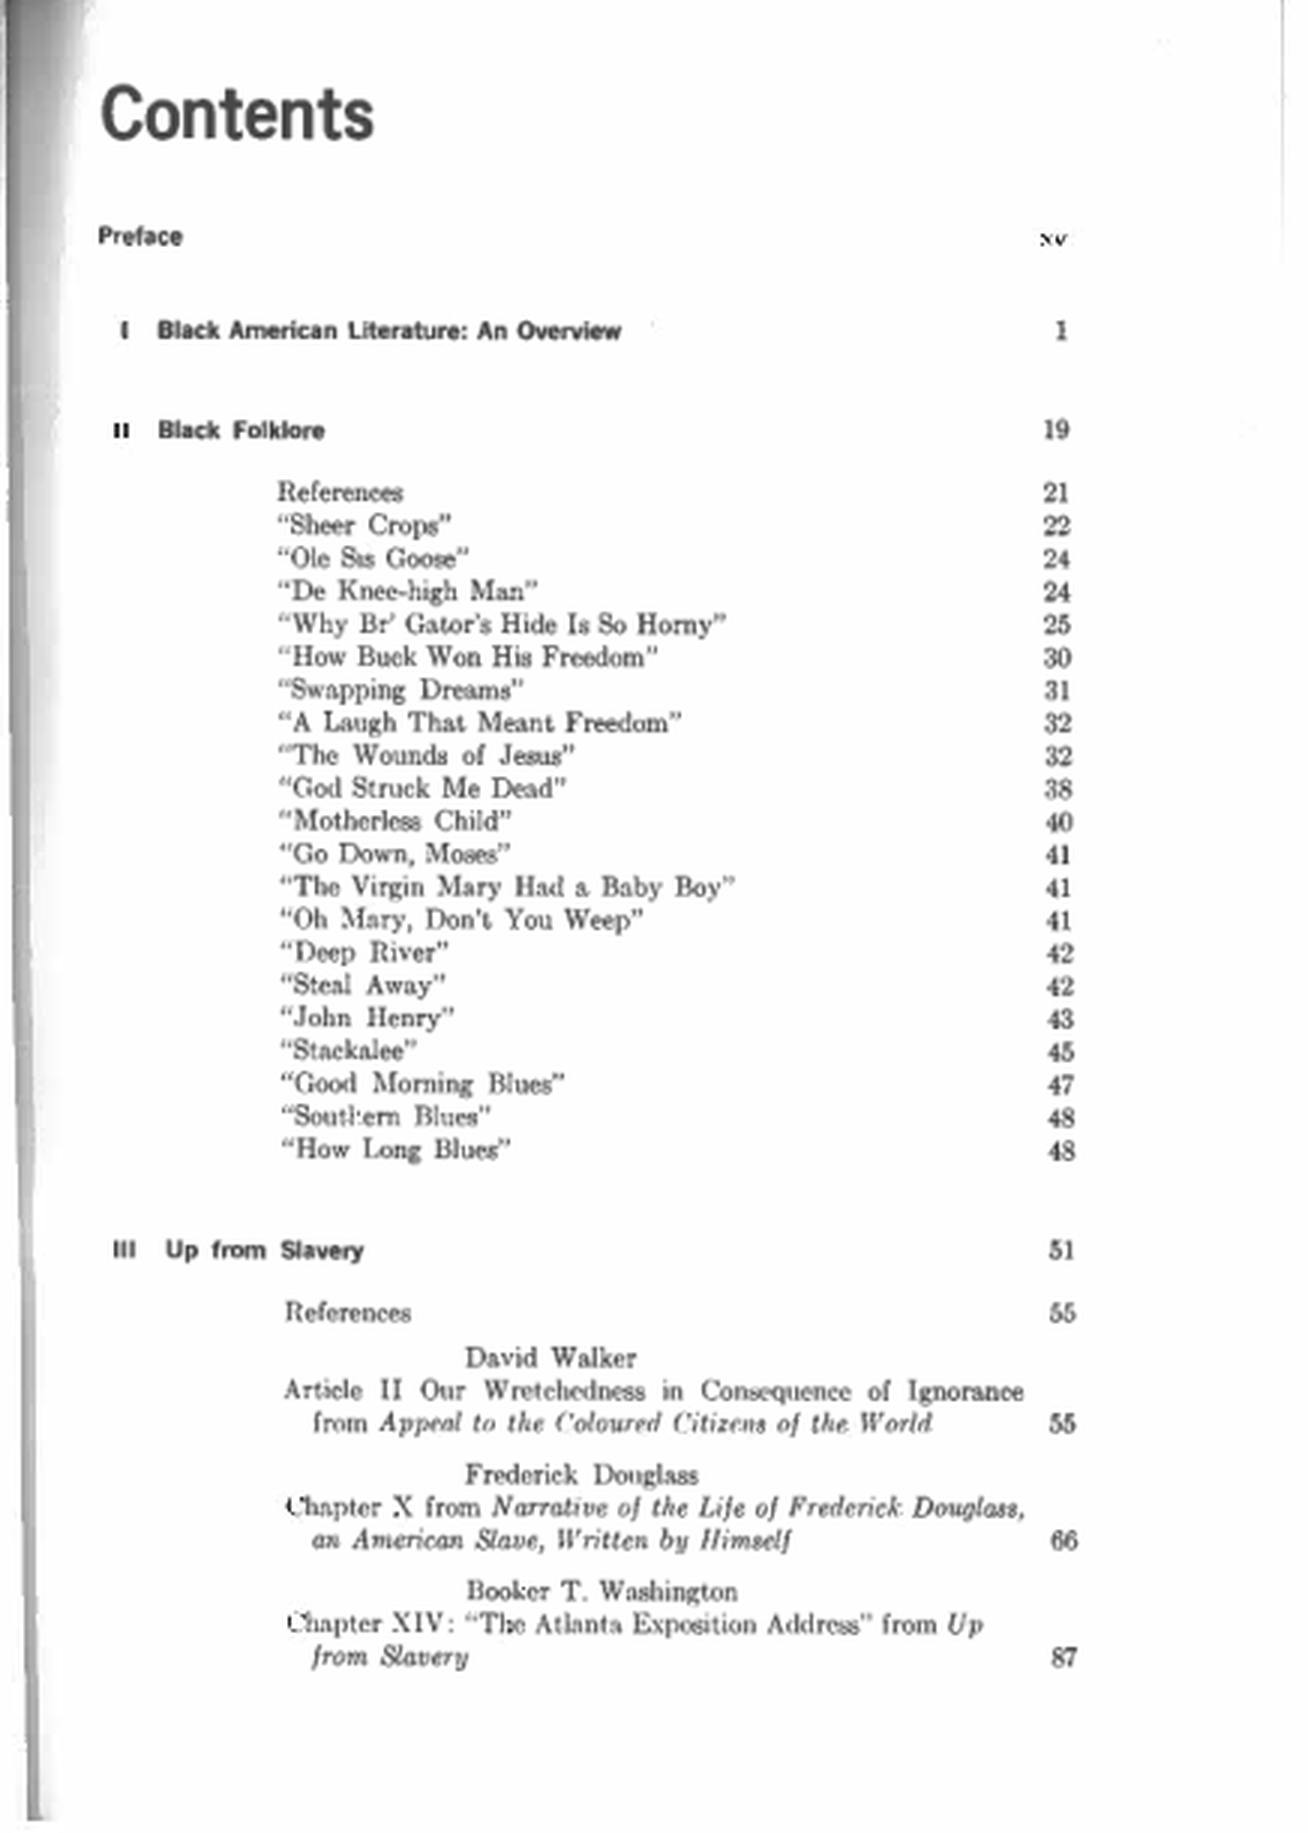 Contents
Preface xv
I Black American Literature: An Overview 1
II Black Folklore 19
References 21
"Sheer Crops" 22
"Ole Sis Goose" 24
"De Knee-high Man" 24
"Why Br' Gator's Hide Is So Horny" 25
"How Buck Won His Freedom" 30
"Swapping Dreams" 31
"A Laugh That Meant Freedom" 32
"The Wounds of Jesus" 32
"God Struck Me Dead" 38
"Motherless Child" 40
"Go Down, Moses" 41
"The Virgin Mary Had a Baby Boy" 41
"Oh Mary, Don't You Weep" 41
"Deep River" 42
"Steal Away" 42
"John Henry" 43
"Stackalee" 45
"Good Morning Blues" 47
"Southern Blues" 48
"How Long Blues" 48
III Up from Slavery 51
References 55
David Walker
Article II Our Wretchedness in Consequence of Ignorance
from Appeal to the Coloured Citizens of the World 55
Frederick Douglass
Chapter X from Narrative of the Life of Frederick Douglass,
an American Slave, Written by Himself 66
Booker T. Washington
Chapter XIV: "The Atlanta Exposition Address" from Up
from Slavery 87